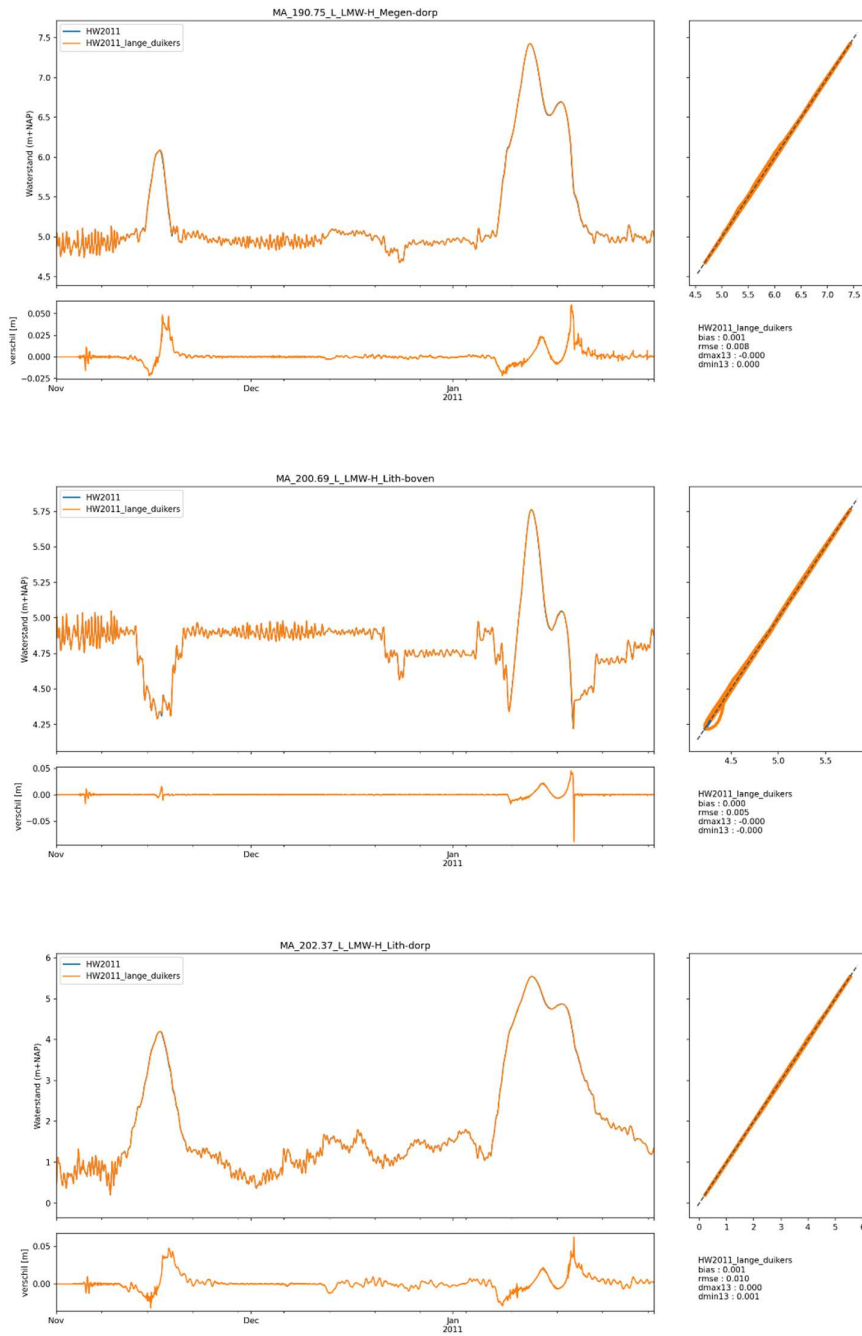 MA_190.75_L_LMW-H_Megen-dorp
HW2011
HW2011_lange_duikers
Waterstand (m+NAP)
7.5
7.0
6.5
6.0
5.5
5.0
4.5
4.5 5.0 5.5 6.0 6.5 7.0 7.5
verschil [m]
0.050
0.025
0.000
−0.025
Nov Dec Jan
2011
HW2011_lange_duikers
bias : 0.001
rmse : 0.008
dmax13 : -0.000
dmin13 : 0.000
MA_200.69_L_LMW-H_Lith-boven
HW2011
HW2011_lange_duikers
Waterstand (m+NAP)
5.75
5.50
5.25
5.00
4.75
4.50
4.25
4.5 5.0 5.5
verschil [m]
0.05
0.00
−0.05
Nov Dec Jan
2011
HW2011_lange_duikers
bias : 0.000
rmse : 0.005
dmax13 : -0.000
dmin13 : -0.000
MA_202.37_L_LMW-H_Lith-dorp
HW2011
HW2011_lange_duikers
Waterstand (m+NAP)
6
5
4
3
2
1
0
0 1 2 3 4 5 6
verschil [m]
0.05
0.00
Nov Dec Jan
2011
HW2011_lange_duikers
bias : 0.001
rmse : 0.010
dmax13 : 0.000
dmin13 : 0.001